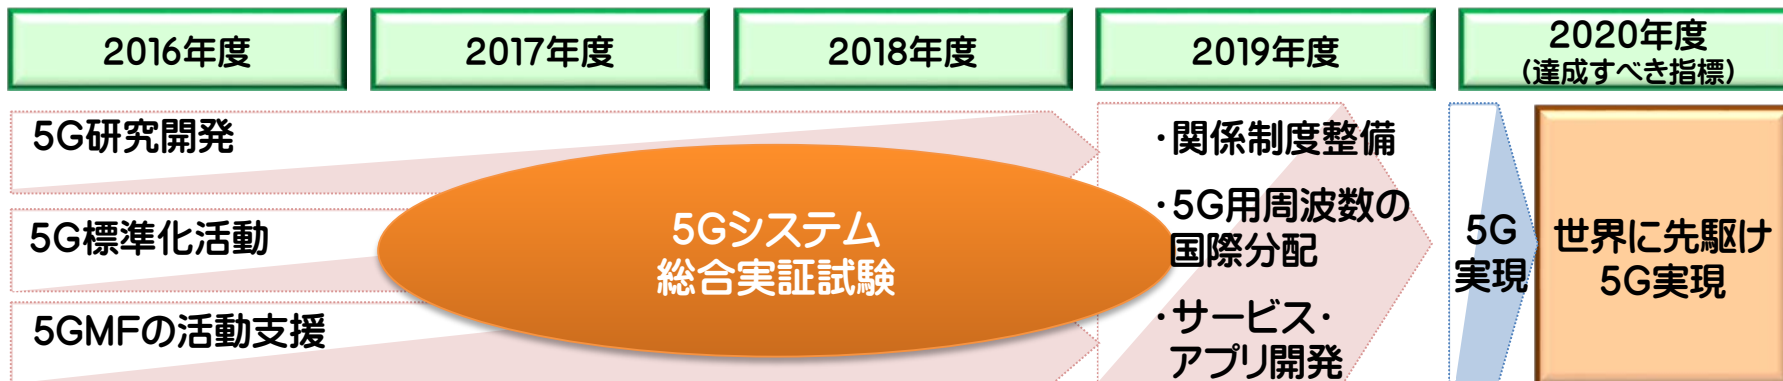 2016年度
2017年度
2018年度
2019年度
2020年度
(達成すべき指標)
5G研究開発
5G標準化活動
5GMFの活動支援
5Gシステム
総合実証試験
・関係制度整備
・5G用周波数の
国際分配
・サービス・
アプリ開発
5G
実現
世界に先駆け
5G実現